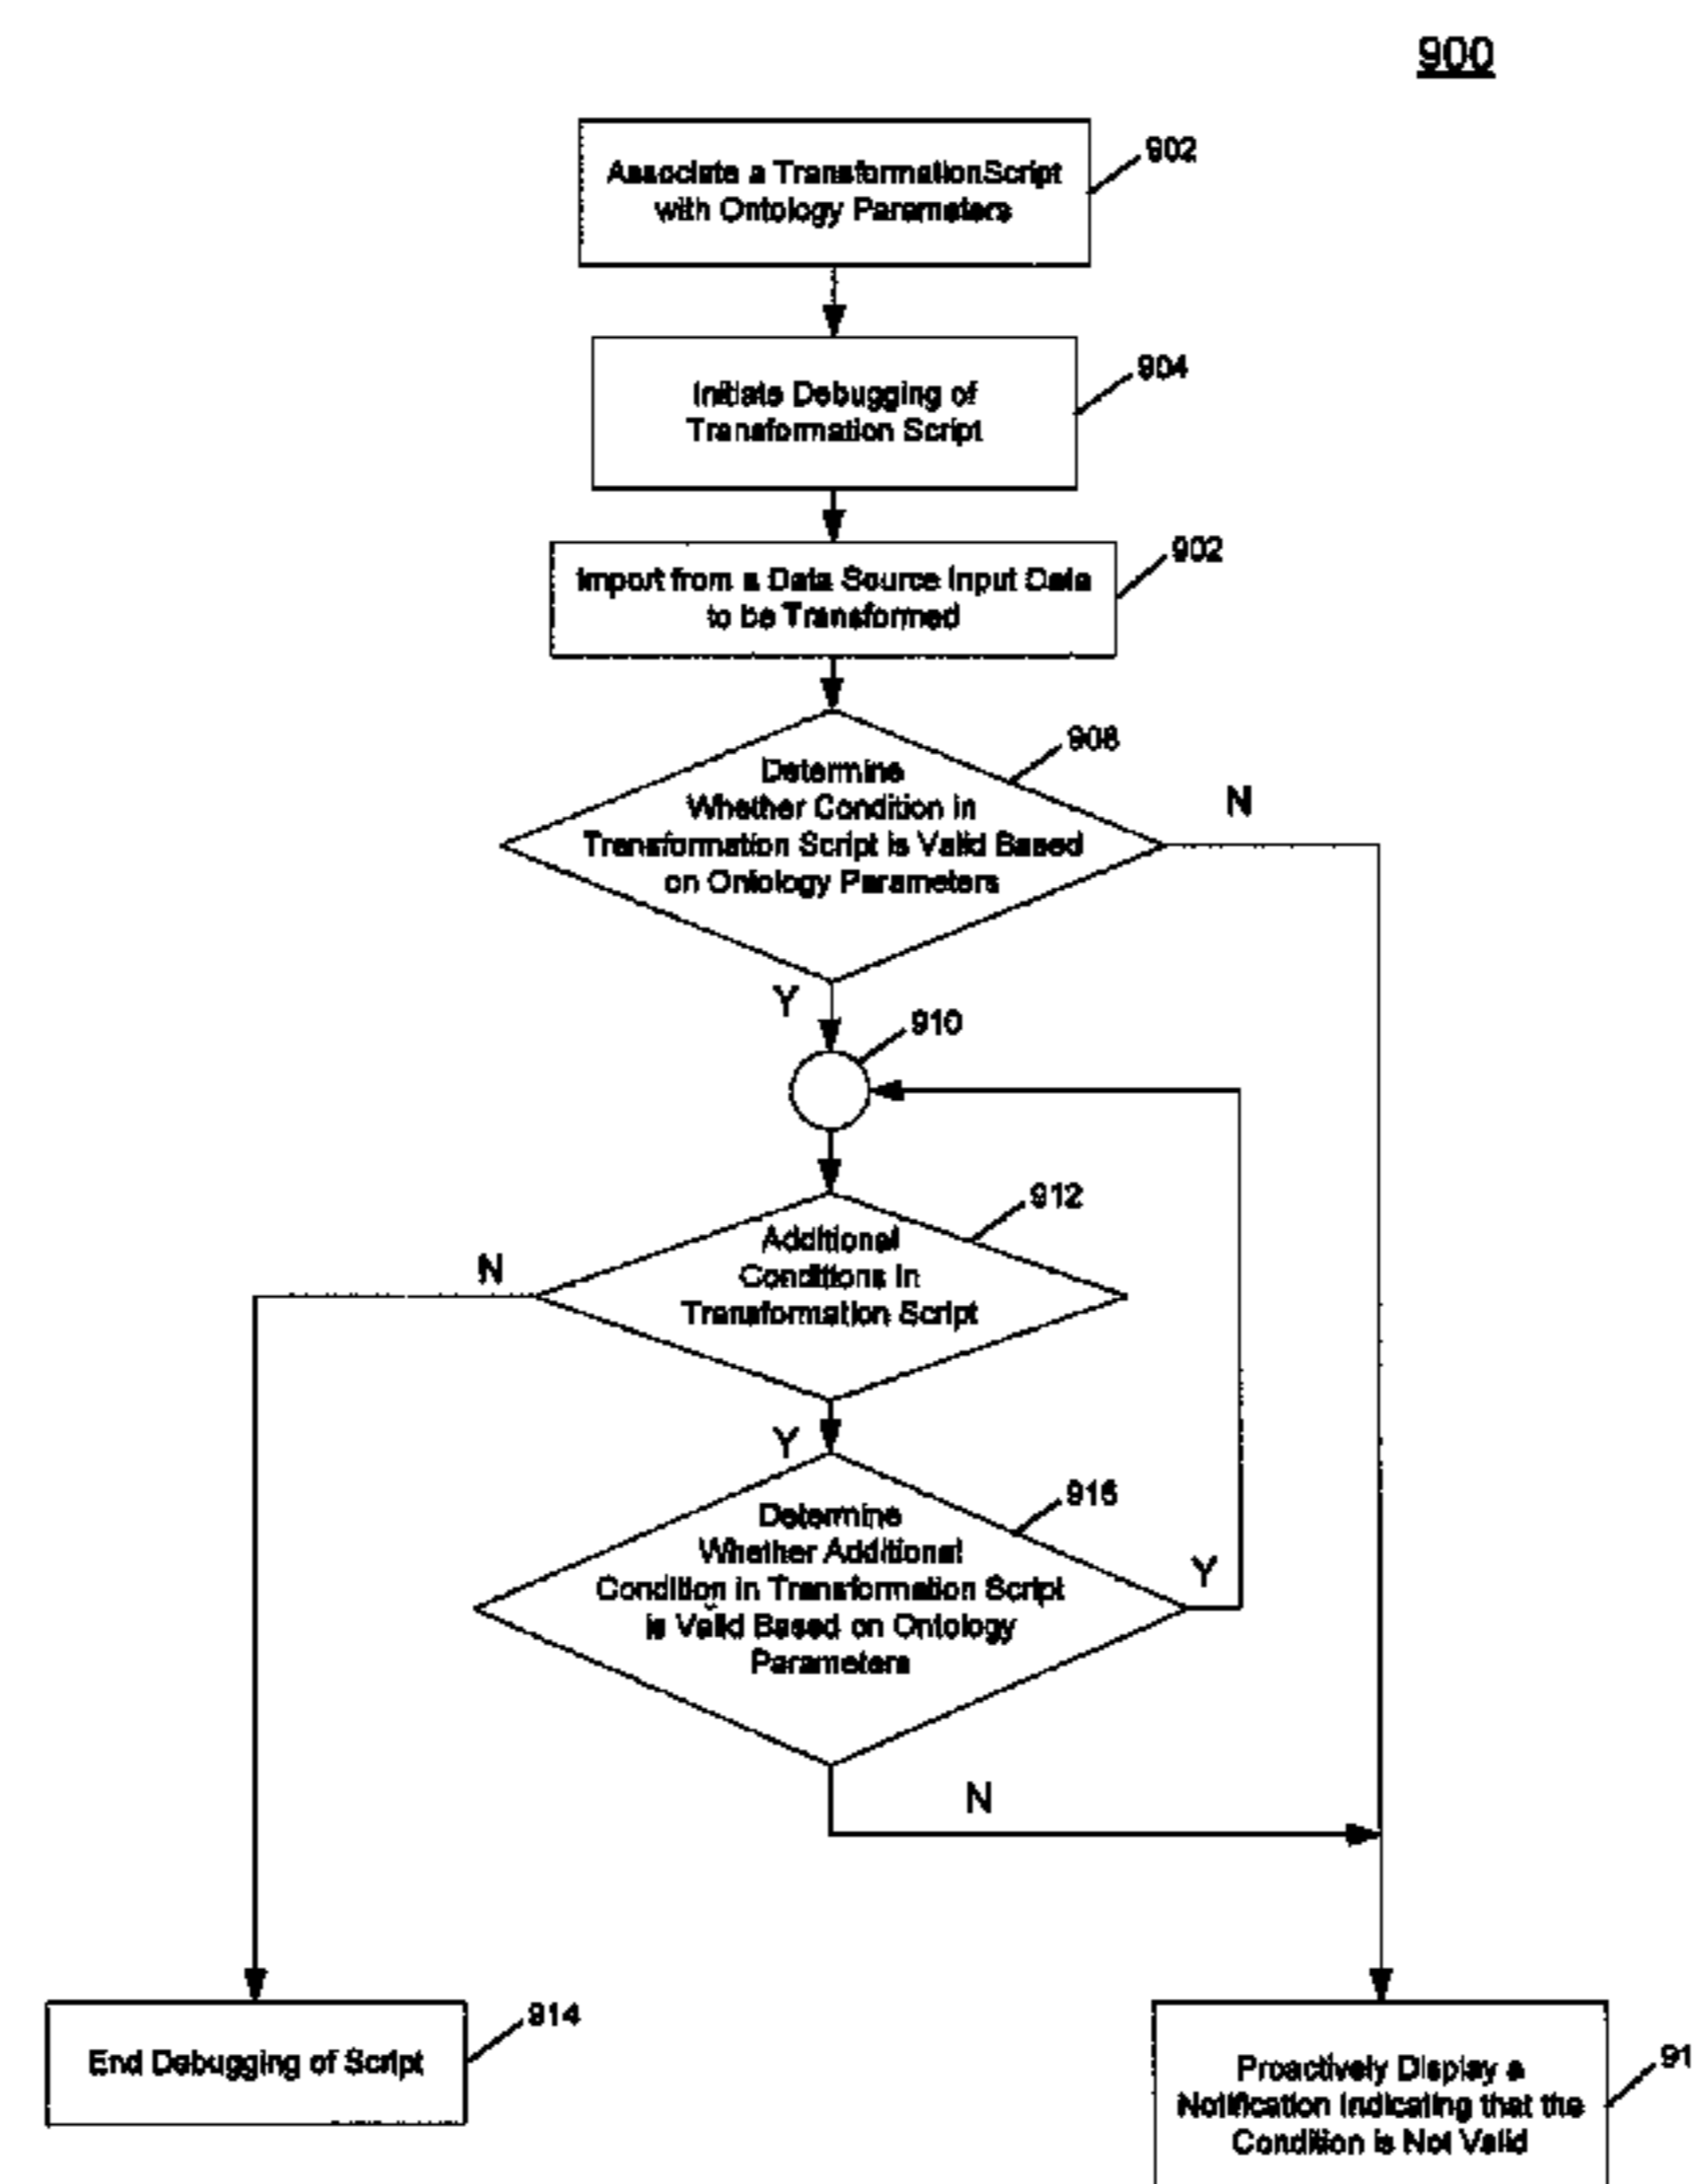 900
902
Associate a TransformationScript
with Ontology Parameters
904
Initiate Debugging of
Transformation Script
902
Import from a Data Source Input Data
to be Transformed
908
Determine
Whether Condition in
Transformation Script is Valid Based
on Ontology Parameters
N
Y
910
912
Additional
Conditions in
Transformation Script
N
Y
916
Determine
Whether Additional
Condition in Transformation Script
is Valid Based on Ontology
Parameters
Y
N
914
End Debugging of Script
91
Proactively Display a
Notification Indicating that the
Condition is Not Valid